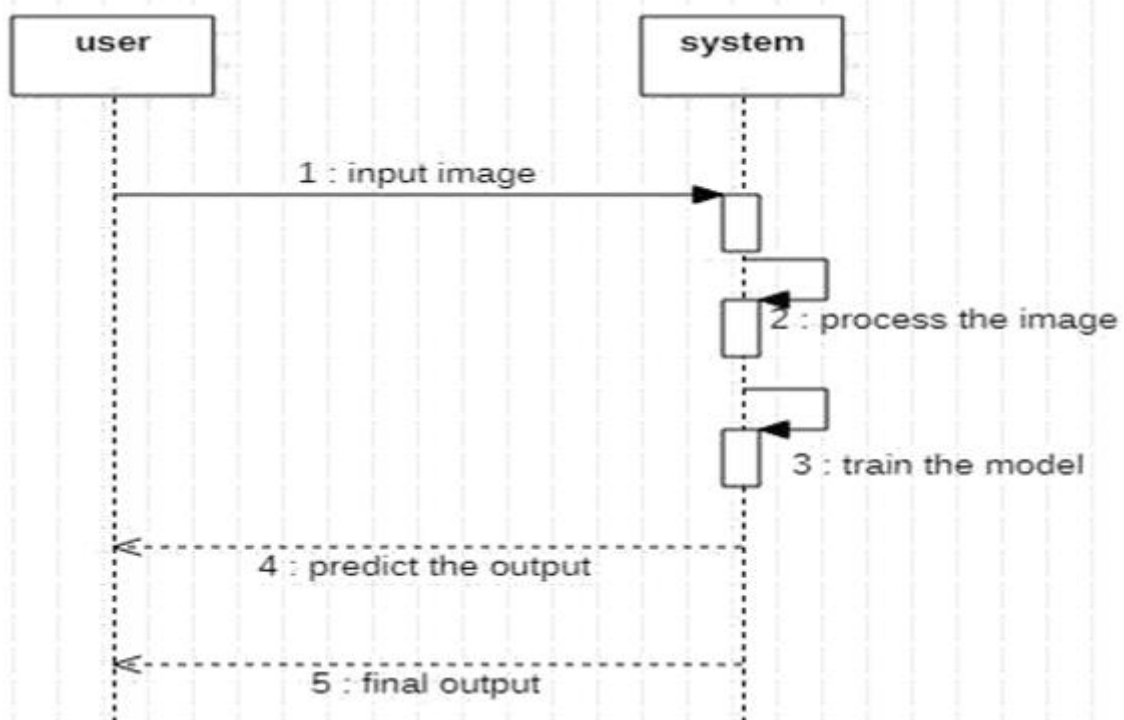 user
system
1 : input image
2 : process the image
3 : train the model
4 : predict the output
5 : final output